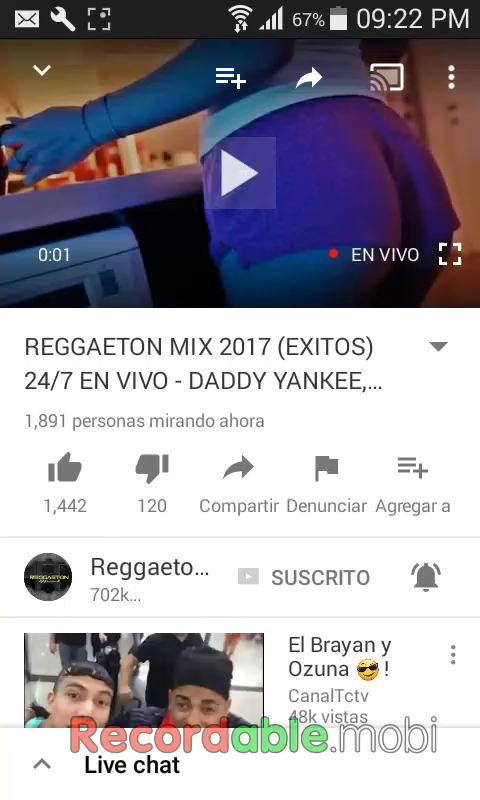 67% 09:22 PM
0:01
EN VIVO
REGGAETON MIX 2017 (EXITOS)
24/7 EN VIVO - DADDY YANKEE,...
1,891 personas mirando ahora
1,442 120 Compartir Denunciar Agregar a
Reggaeto...
702k...
SUSCRITO
REGGAETON
El Brayan y
Ozuna 😎 !
CanalTctv
48k vistas
Recordable.mobi
Live chat